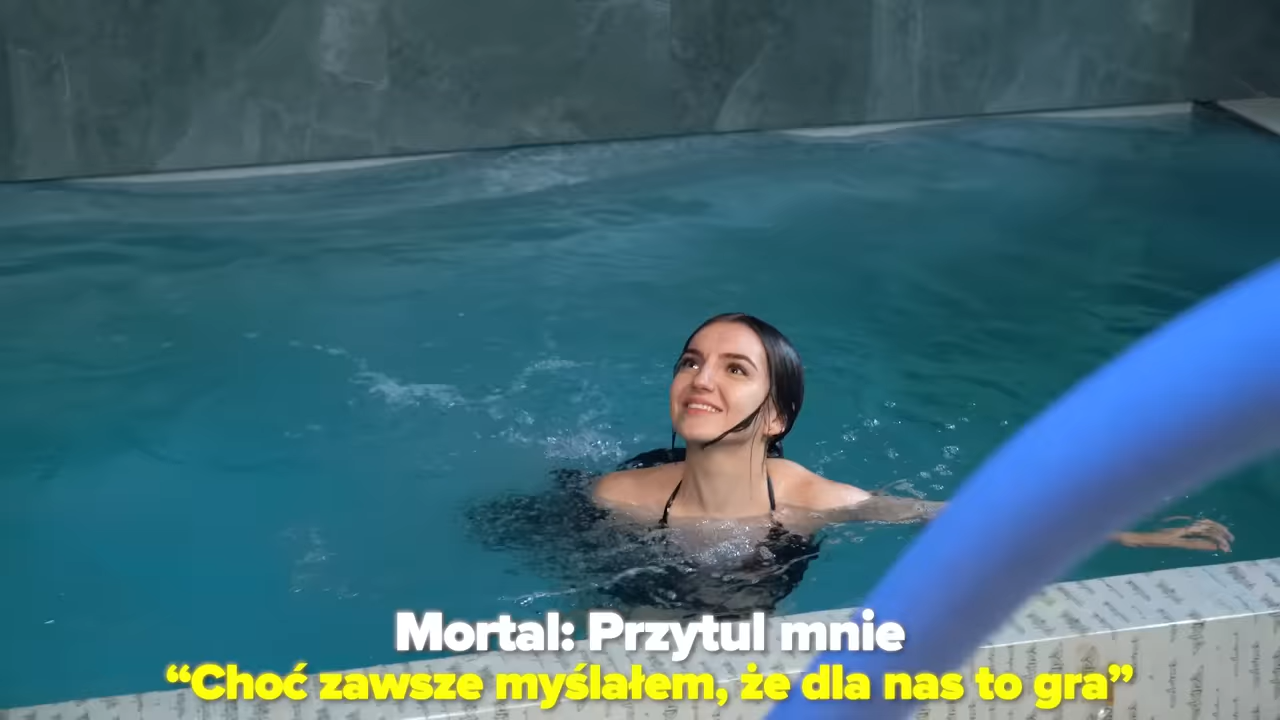 Mortal: Przytul mnie
“Choć zawsze myślałem, że dla nas to gra”